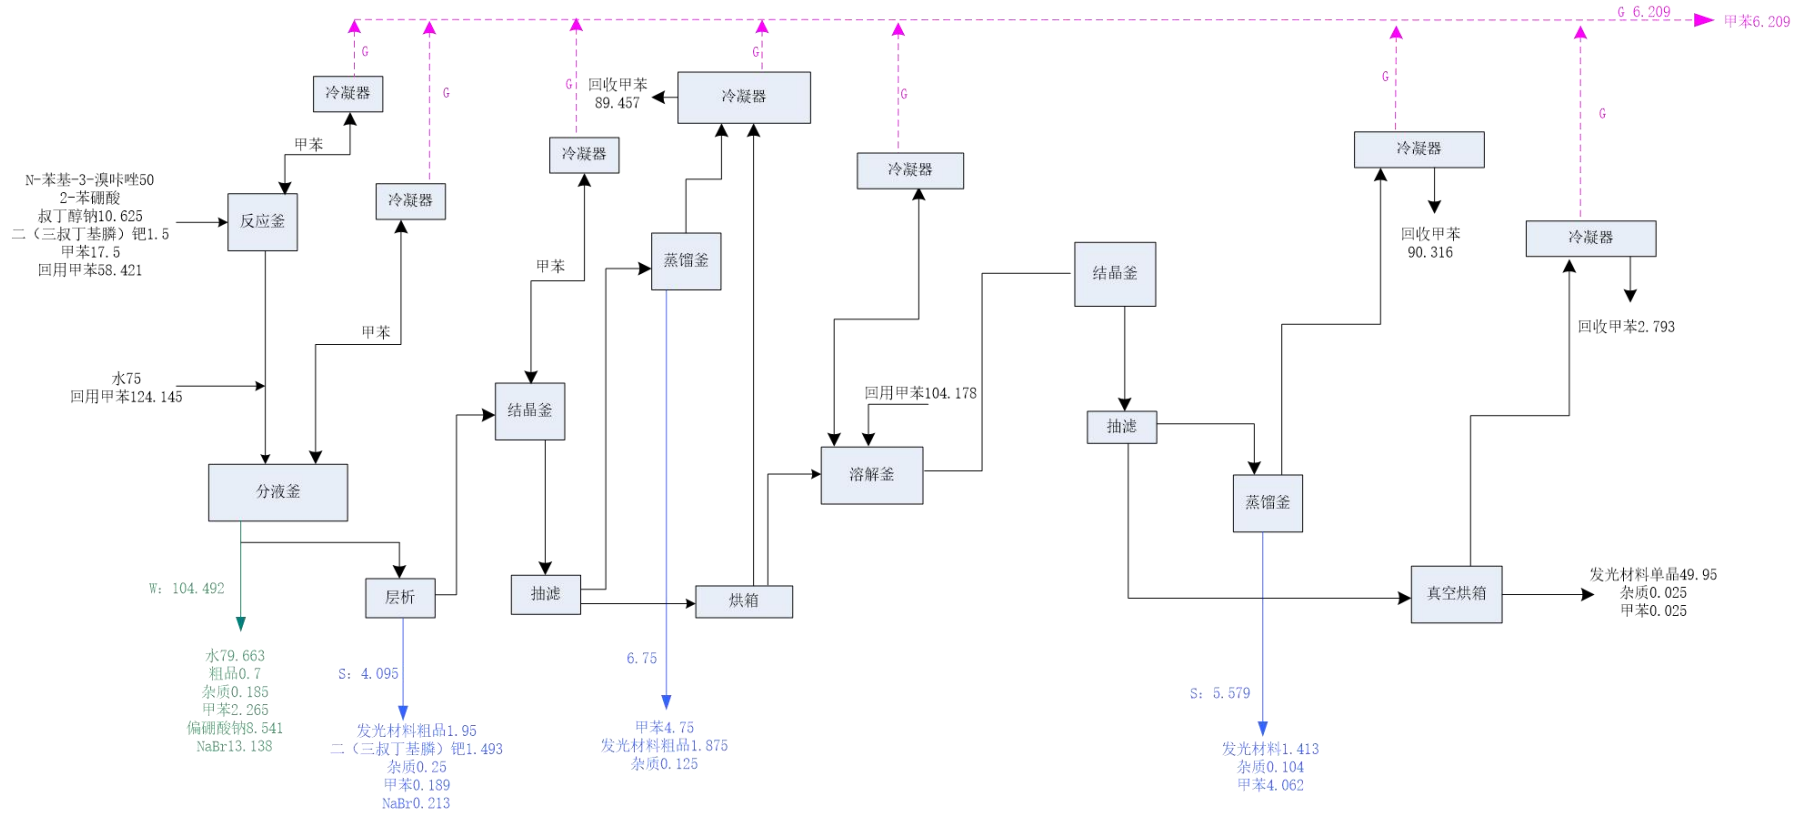 G 6.209
甲苯6.209
G
冷凝器
甲苯
N-苯基-3-溴咔唑50
2-苯硼酸
叔丁醇钠10.625
二（三叔丁基膦）钯1.5
甲苯17.5
回用甲苯58.421
反应釜
G
冷凝器
甲苯
水75
回用甲苯124.145
分液釜
W: 104.492
水79.663
粗品0.7
杂质0.185
甲苯2.265
偏硼酸钠8.541
NaBr13.138
层析
S: 4.095
发光材料粗品1.95
二（三叔丁基膦）钯1.493
杂质0.25
甲苯0.189
NaBr0.213
G
冷凝器
甲苯
结晶釜
抽滤
G
回收甲苯
89.457
冷凝器
蒸馏釜
6.75
甲苯4.75
发光材料粗品1.875
杂质0.125
烘箱
G
冷凝器
回用甲苯104.178
溶解釜
结晶釜
抽滤
G
冷凝器
回收甲苯
90.316
蒸馏釜
S: 5.579
发光材料1.413
杂质0.104
甲苯4.062
G
冷凝器
回收甲苯2.793
真空烘箱
发光材料单晶49.95
杂质0.025
甲苯0.025